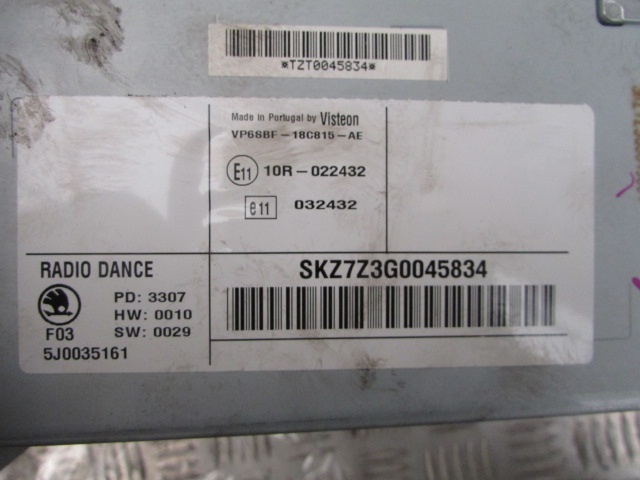 *TZT0045834*
Made in Portugal by Visteon
VP6SBF-18C815-AE
E11 10R-022432
e11 032432
RADIO DANCE
SKZ7Z3G0045834
PD: 3307
HW: 0010
F03 SW: 0029
5J0035161